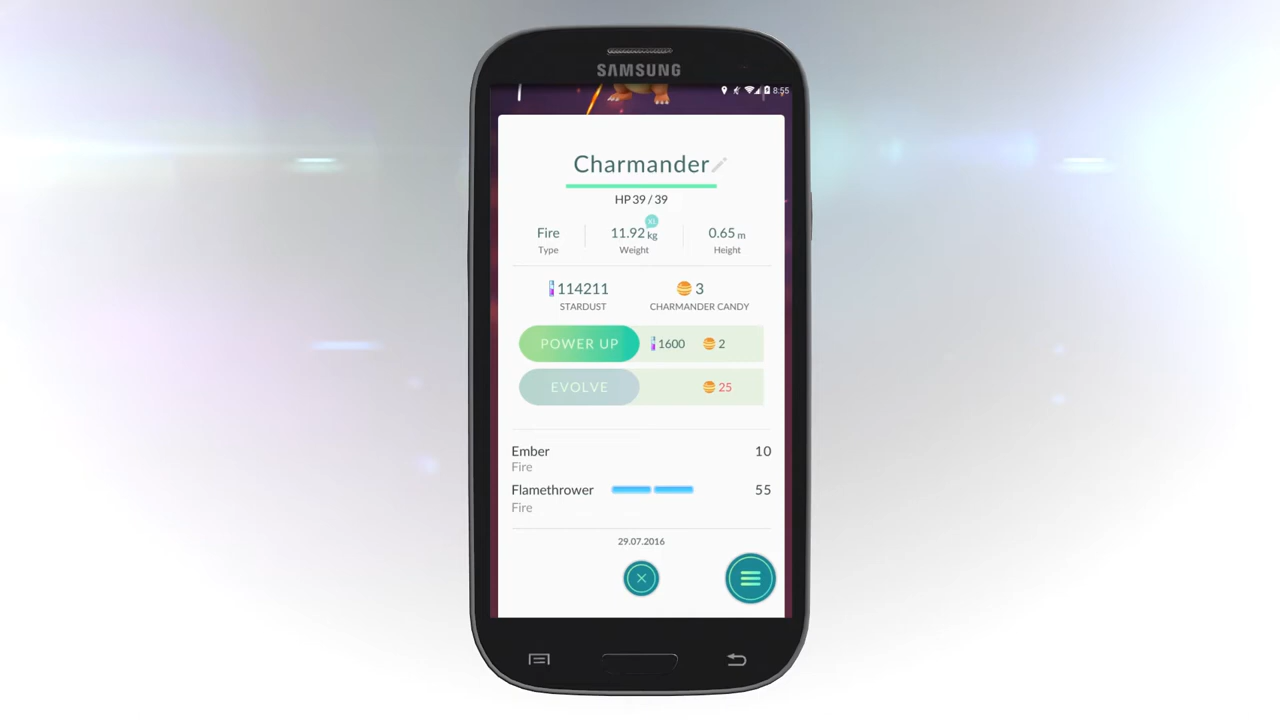 SAMSUNG
8:55
Charmander
HP 39 / 39
XL
Fire 11.92 kg 0.65 m
Type Weight Height
114211 3
STARDUST CHARMANDER CANDY
POWER UP 1600 2
EVOLVE 25
Ember 10
Fire
Flamethrower 55
Fire
29.07.2016